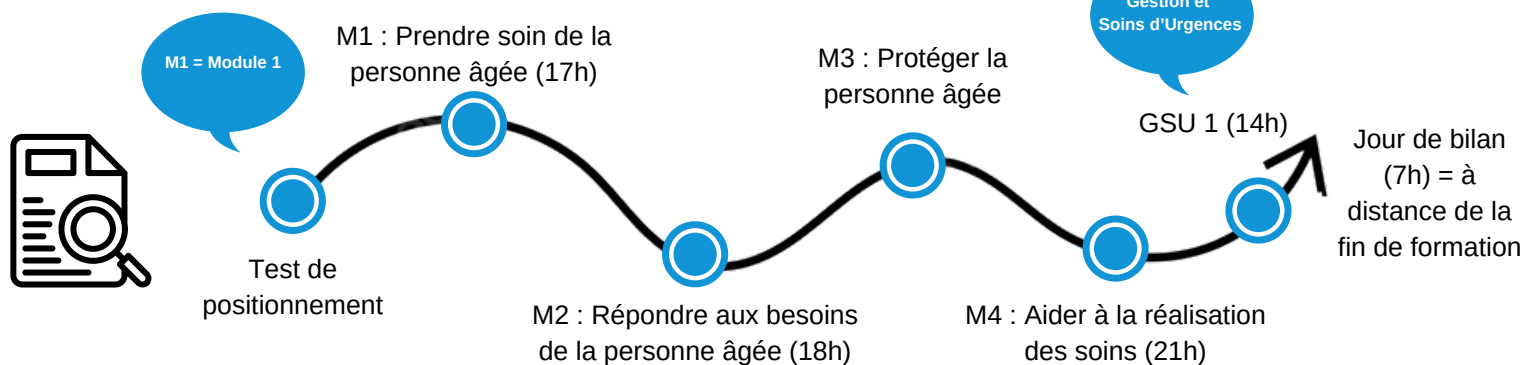 M1 = Module 1
M1 : Prendre soin de la
personne âgée (17h)
Test de
positionnement
M2 : Répondre aux besoins
de la personne âgée (18h)
M3 : Protéger la
personne âgée
M4 : Aider à la réalisation
des soins (21h)
Gestion et
Soins d’Urgences
GSU 1 (14h)
Jour de bilan
(7h) = à
distance de la
fin de formation